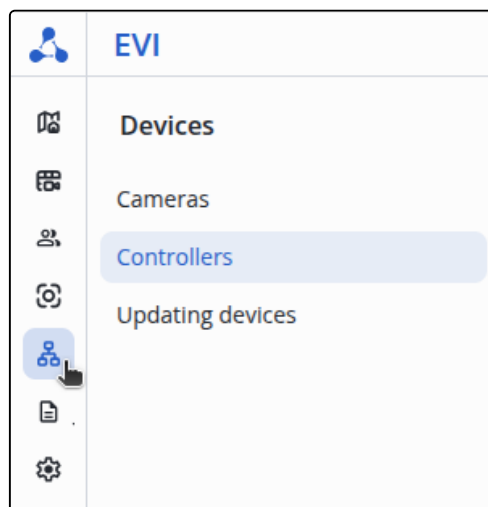 EVI
Devices
Cameras
Controllers
Updating devices